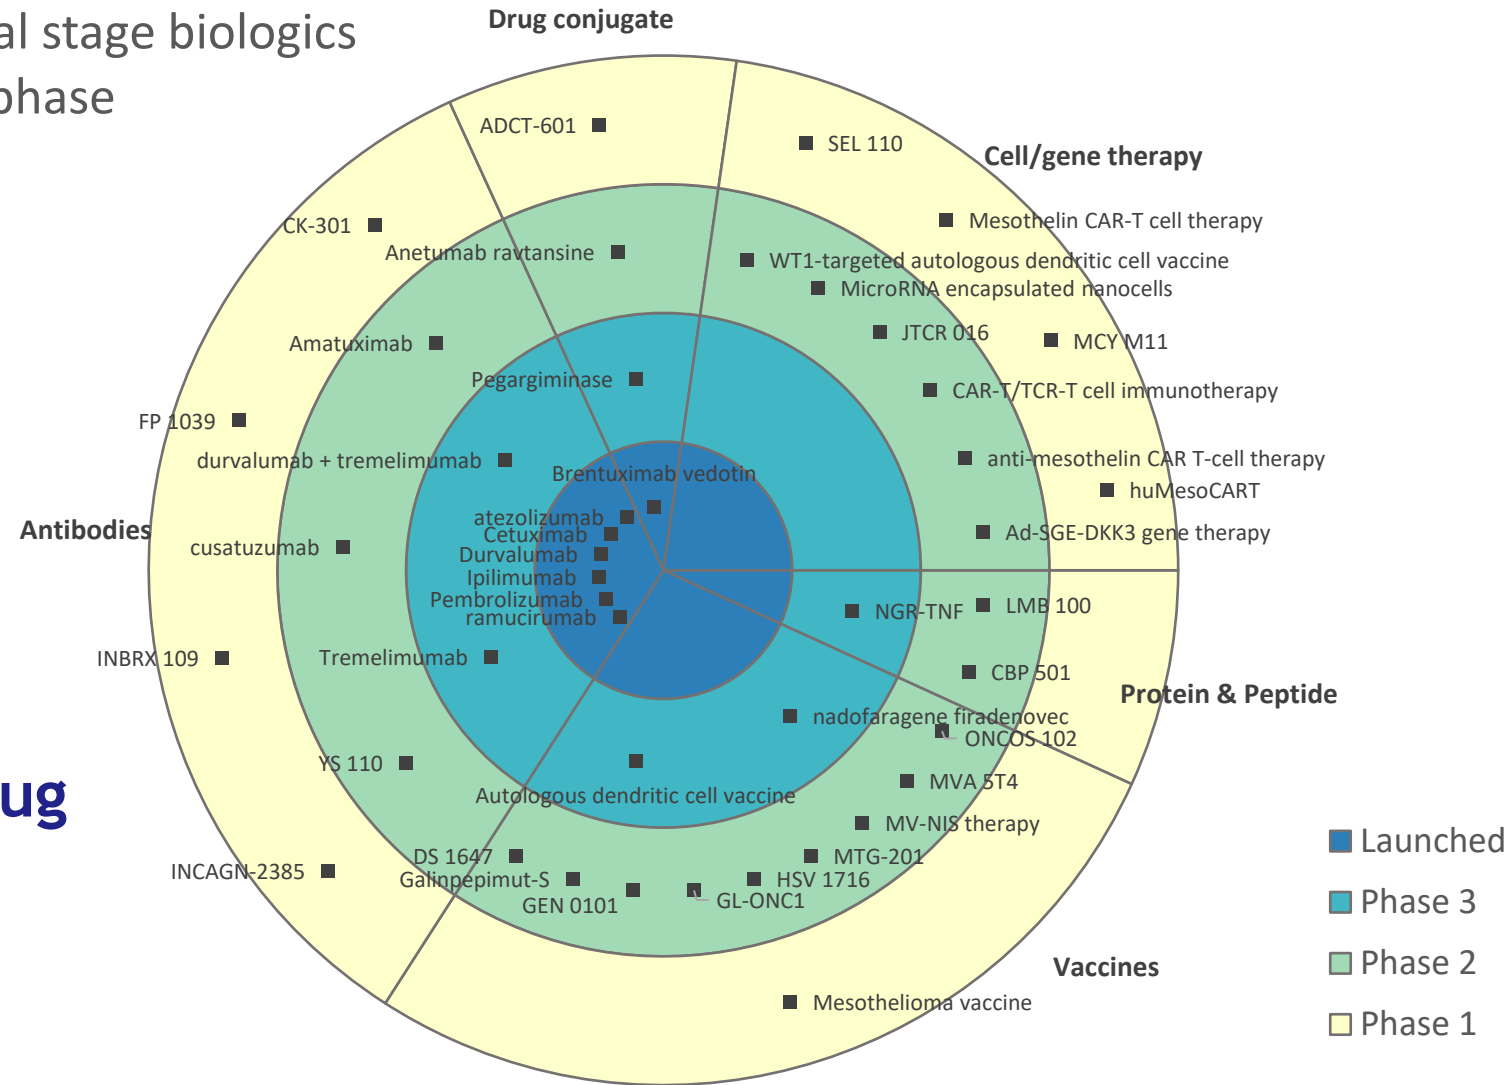 al stage biologics
phase
Drug conjugate
ADCT-601
SEL 110
Cell/gene therapy
CK-301
Mesothelin CAR-T cell therapy
Anetumab ravtansine
WT1-targeted autologous dendritic cell vaccine
MicroRNA encapsulated nanocells
Amatuximab
JTCR 016
MCY M11
Pegargiminase
CAR-T/TCR-T cell immunotherapy
FP 1039
durvalumab + tremelimumab
anti-mesothelin CAR T-cell therapy
Brentuximab vedotin
huMesoCART
atezolizumab
Antibodies
Cetuximab
Ad-SGE-DKK3 gene therapy
cusatuzumab
Durvalumab
Ipilimumab
Pembrolizumab
NGR-TNF
LMB 100
ramucirumab
INBRX 109
Tremelimumab
CBP 501
Protein & Peptide
nadofaragene firadenovec
ONCOS 102
YS 110
MVA 5T4
ug
Autologous dendritic cell vaccine
MV-NIS therapy
Launched
DS 1647
MTG-201
INCAGN-2385
Galinpepimut-S
HSV 1716
GEN 0101
GL-ONC1
Phase 3
Phase 2
Vaccines
Mesothelioma vaccine
Phase 1